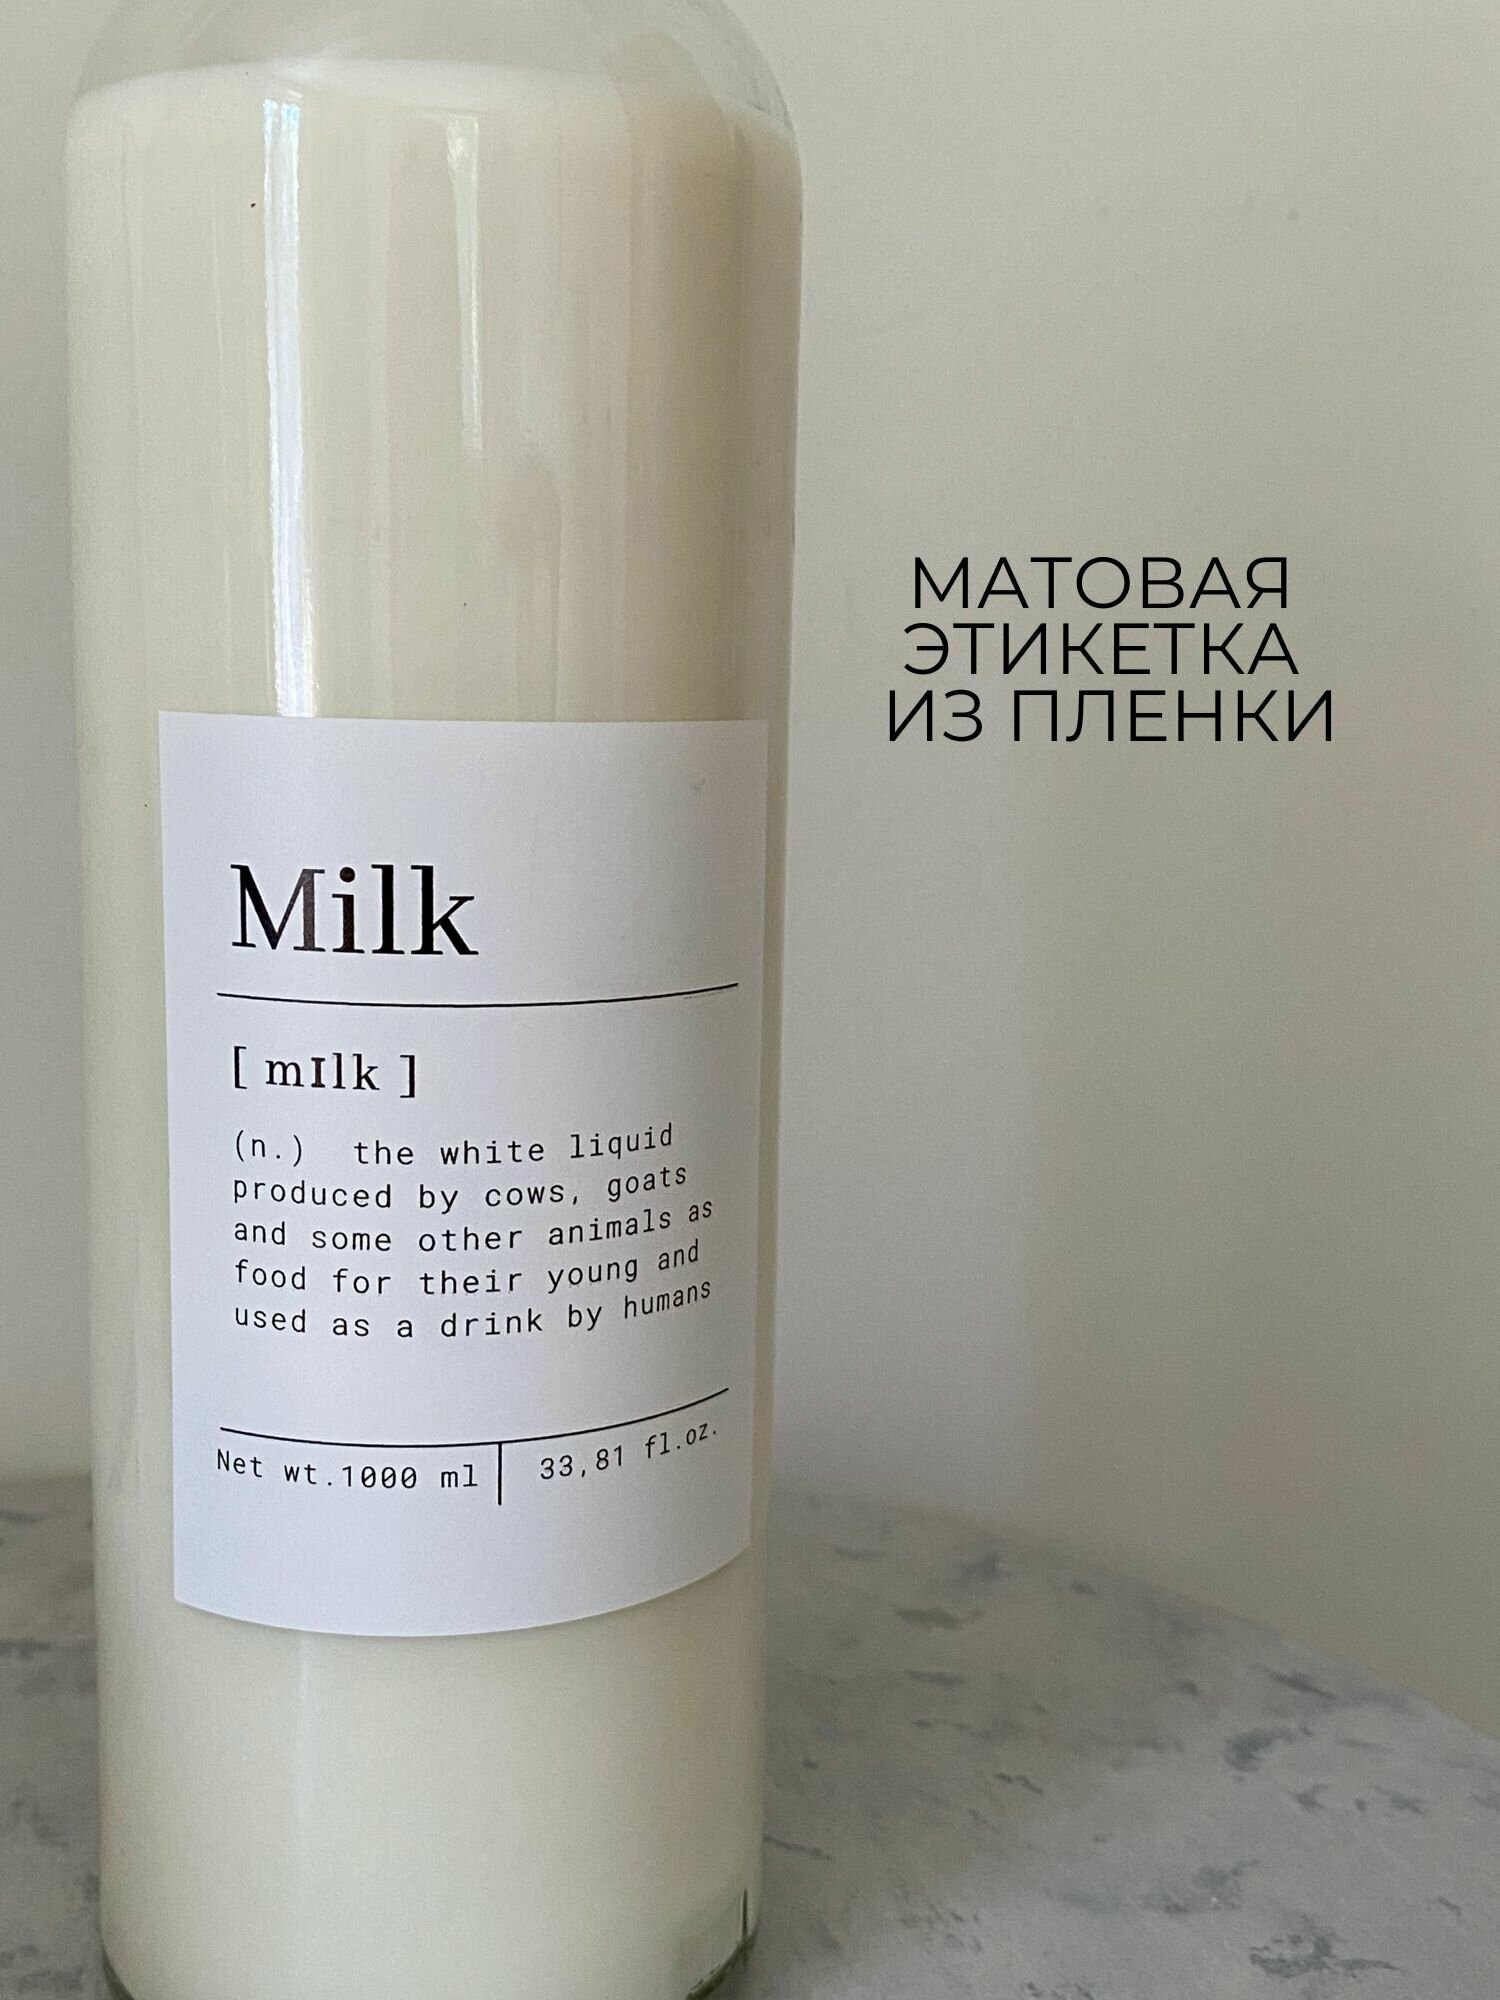 МАТОВАЯ
ЭТИКЕТКА
ИЗ ПЛЕНКИ
Milk
[ mɪlk ]
(n.) the white liquid
produced by cows, goats
and some other animals as
food for their young and
used as a drink by humans
Net wt.1000 ml | 33,81 fl.oz.